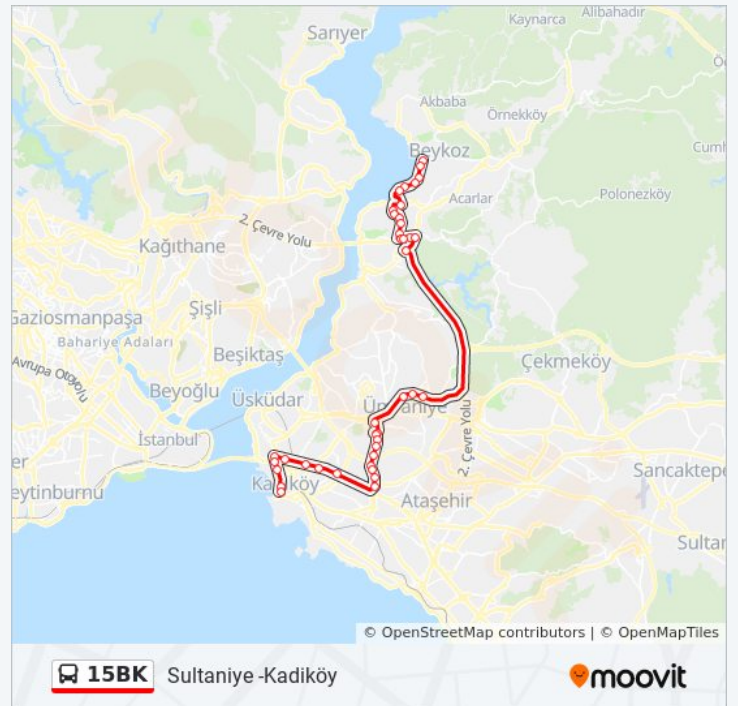 Sarıyer
Kaynarca
Alibahadır
Akbaba
Örnekköy
Beykoz
Cumh
Acarlar
Polonezköy
2. Çevre Yolu
Kağıthane
Şişli
Gaziosmanpaşa
Bahariye Adaları
Avrupa Otoyolu
Beşiktaş
Çekmeköy
Beyoğlu
Üsküdar
Ümraniye
2. Çevre Yolu
İstanbul
er
Sancaktepe
Kadıköy
eytinburnu
Ataşehir
Sultan
© OpenStreetMap contributors | © OpenMapTiles
15BK Sultaniye -Kadiköy
moovit